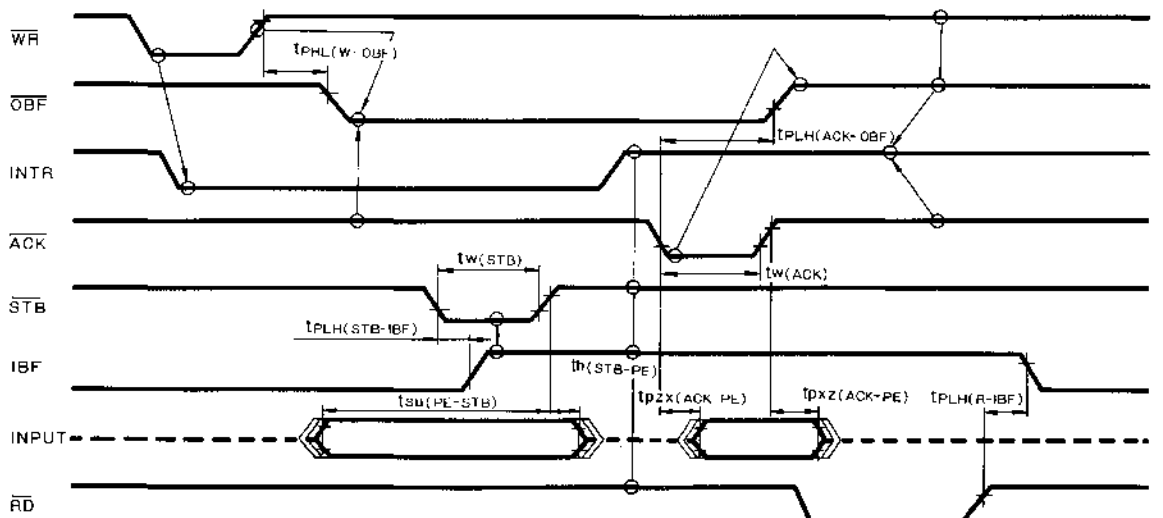 WR
tPHL(W-OBF)
OBF
tPLH(ACK-OBF)
INTR
ACK
tW(STB)
tW(ACK)
STB
tPLH(STB-IBF)
IBF
th(STB-PE)
tsu(PE-STB)
tPZX(ACK-PE)
tPXZ(ACK-PE)
tPLH(R-IBF)
INPUT
RD